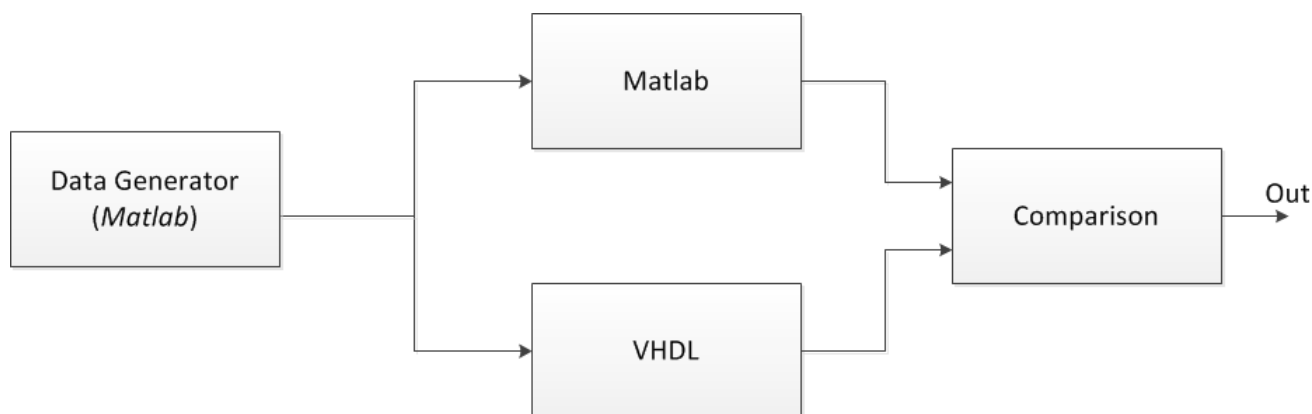 Data Generator
(Matlab)
Matlab
VHDL
Comparison
Out